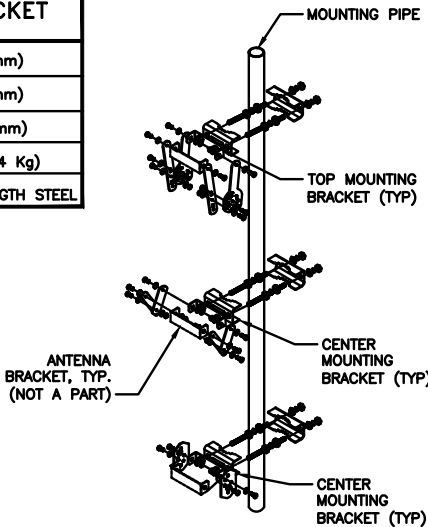 CKET
mm)
mm)
mm)
4 Kg)
GTH STEEL
MOUNTING PIPE
TOP MOUNTING
BRACKET (TYP)
CENTER
MOUNTING
BRACKET (TYP)
ANTENNA
BRACKET, TYP.
(NOT A PART)
CENTER
MOUNTING
BRACKET (TYP)